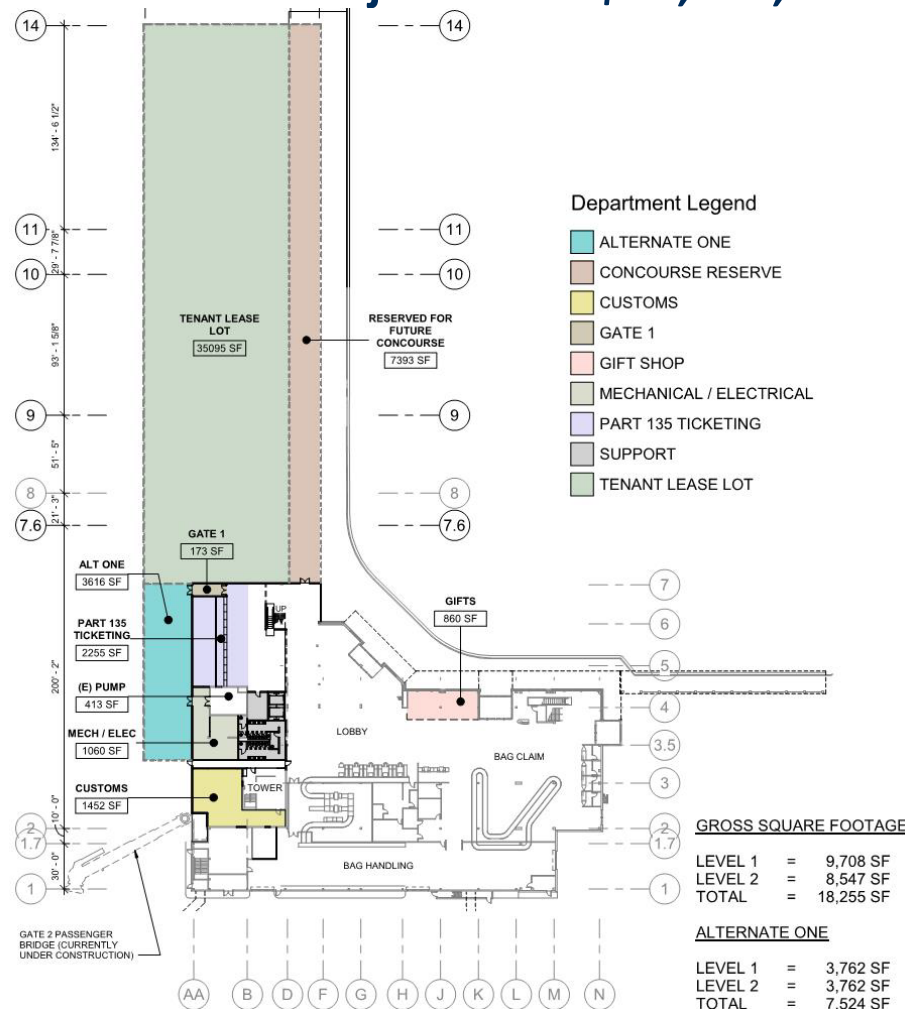 14
14
134' - 6 1/2"
11
11
29' - 7 7/8"
10
10
Department Legend
ALTERNATE ONE
CONCOURSE RESERVE
CUSTOMS
GATE 1
GIFT SHOP
MECHANICAL / ELECTRICAL
PART 135 TICKETING
SUPPORT
TENANT LEASE LOT
TENANT LEASE
LOT
35095 SF
RESERVED FOR
FUTURE
CONCOURSE
7393 SF
93' - 1 5/8"
9
9
51' - 5"
8
8
21' - 3"
7.6
7.6
GATE 1
173 SF
ALT ONE
3616 SF
7
UP
GIFTS
860 SF
6
PART 135
TICKETING
2255 SF
5
200' - 2"
(E) PUMP
413 SF
4
LOBBY
MECH / ELEC
1060 SF
3.5
BAG CLAIM
CUSTOMS
1452 SF
TOWER
3
10' - 0"
2
2
1.7
1.7
30' - 0"
BAG HANDLING
1
1
GATE 2 PASSENGER
BRIDGE (CURRENTLY
UNDER CONSTRUCTION)
AA
B
D
F
G
H
J
K
L
M
N
GROSS SQUARE FOOTAGE
LEVEL 1 = 9,708 SF
LEVEL 2 = 8,547 SF
TOTAL = 18,255 SF
ALTERNATE ONE
LEVEL 1 = 3,762 SF
LEVEL 2 = 3,762 SF
TOTAL = 7,524 SF